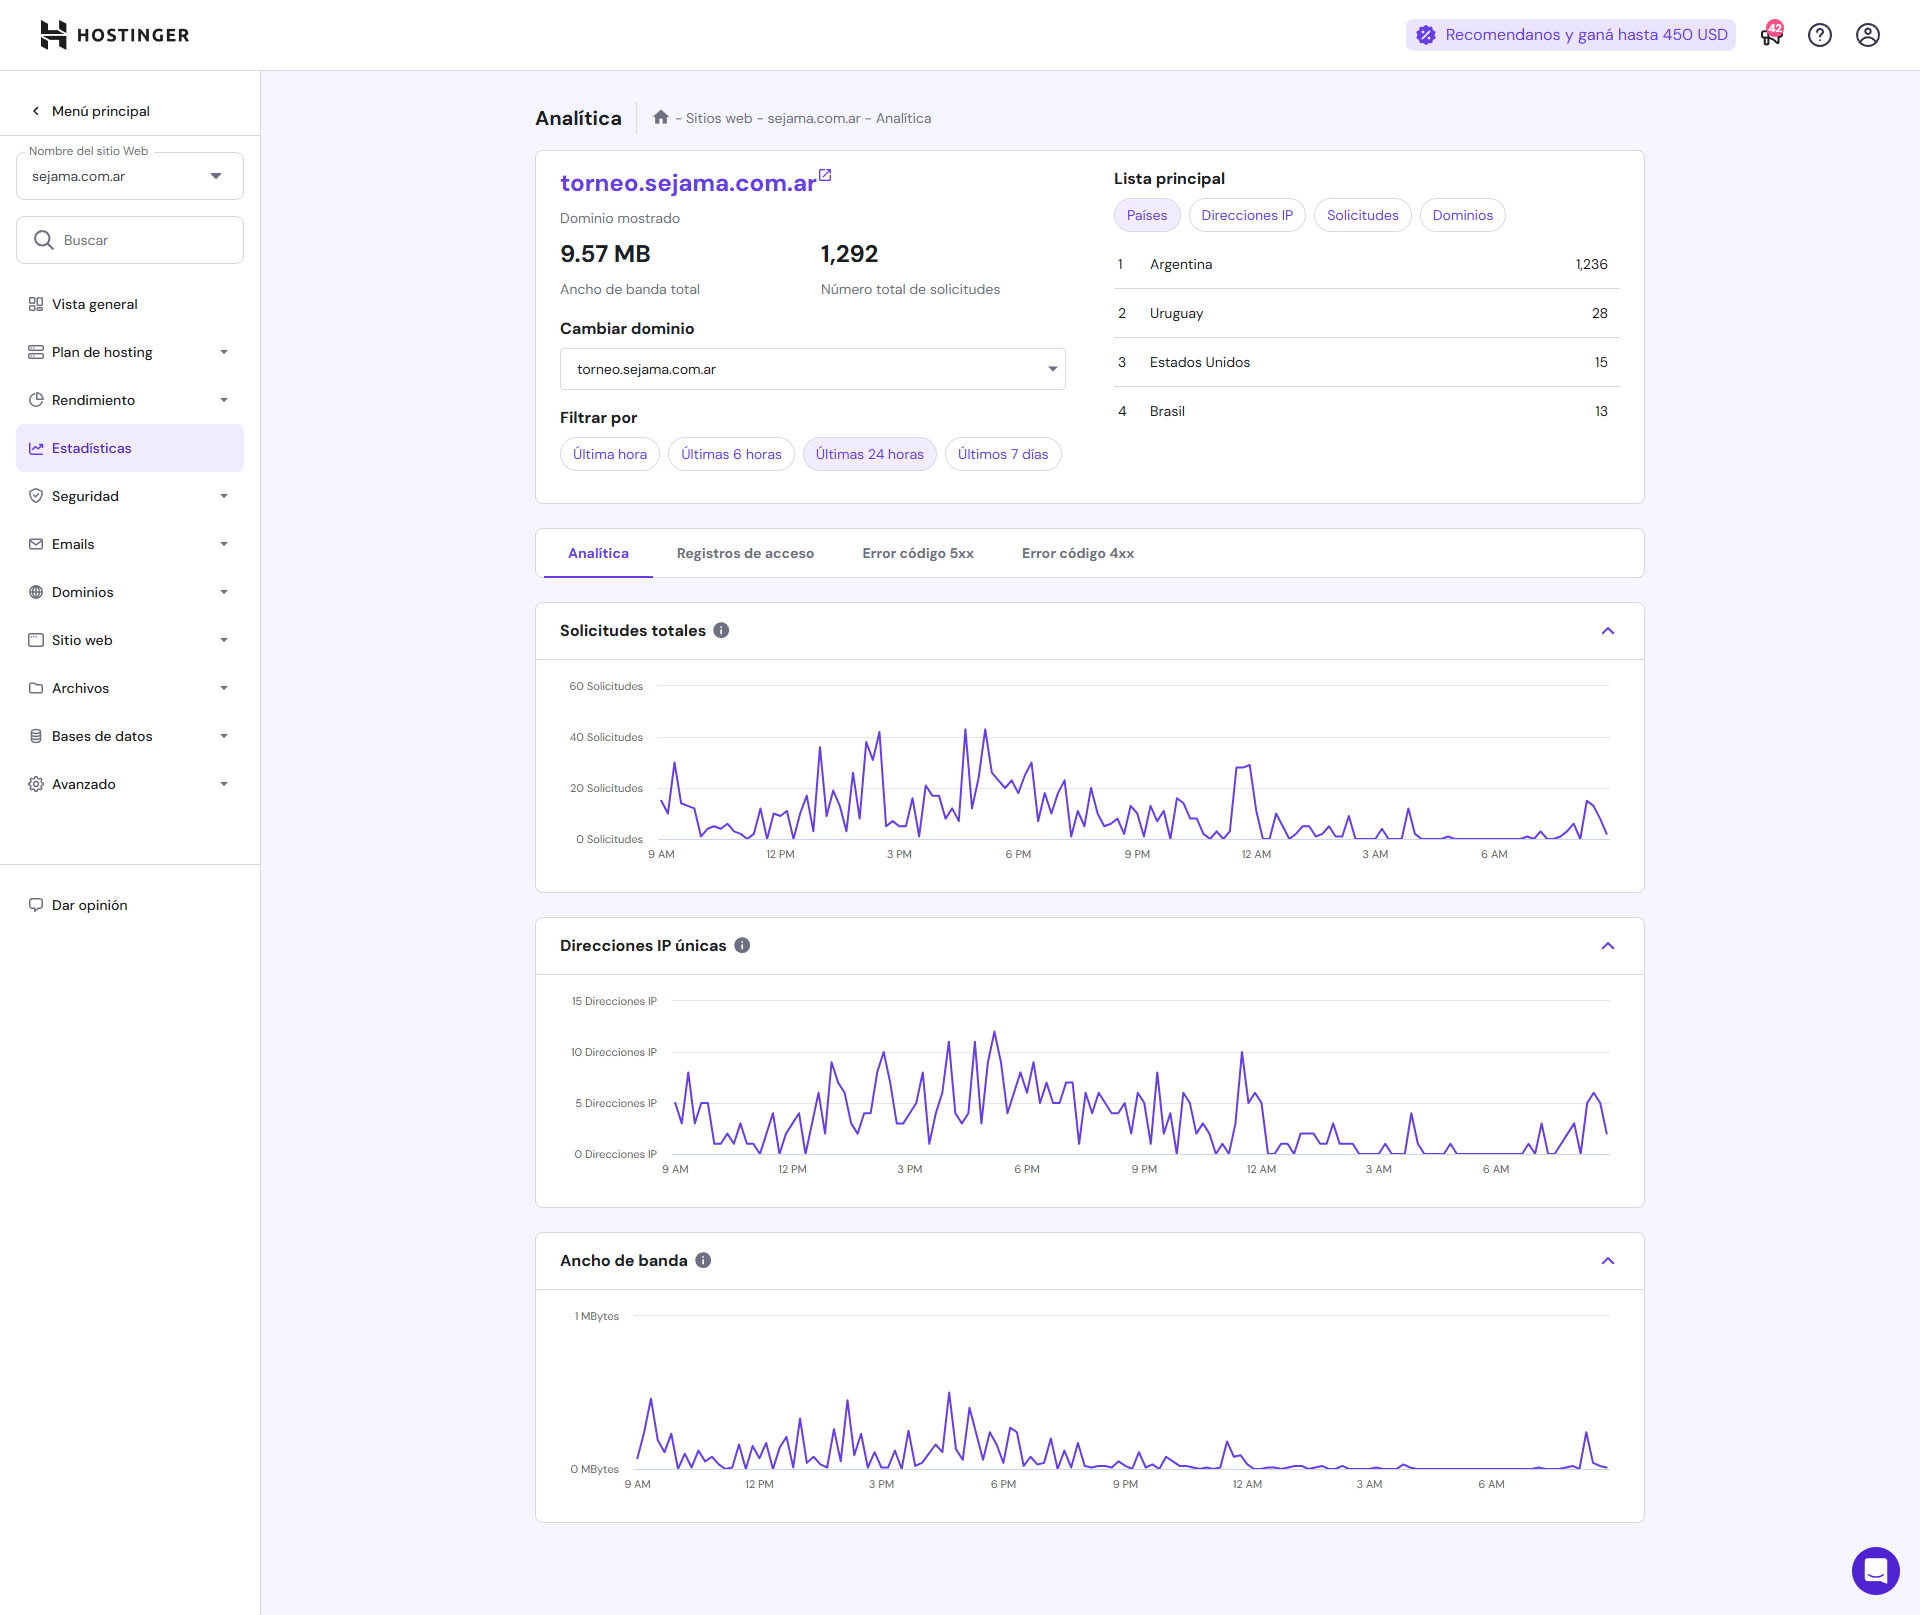 HOSTINGER
Recomendanos y ganá hasta 450 USD
42
Menú principal
Nombre del sitio Web
sejama.com.ar
Buscar
Vista general
Plan de hosting
Rendimiento
Estadísticas
Seguridad
Emails
Dominios
Sitio web
Archivos
Bases de datos
Avanzado
Dar opinión
Analítica
- Sitios web - sejama.com.ar - Analítica
torneo.sejama.com.ar
Dominio mostrado
9.57 MB
1,292
Ancho de banda total
Número total de solicitudes
Cambiar dominio
torneo.sejama.com.ar
Filtrar por
Última hora
Últimas 6 horas
Últimas 24 horas
Últimos 7 días
Lista principal
Países
Direcciones IP
Solicitudes
Dominios
1 Argentina 1,236
2 Uruguay 28
3 Estados Unidos 15
4 Brasil 13
Analítica
Registros de acceso
Error código 5xx
Error código 4xx
Solicitudes totales
60 Solicitudes
40 Solicitudes
20 Solicitudes
0 Solicitudes
9 AM 12 PM 3 PM 6 PM 9 PM 12 AM 3 AM 6 AM
Direcciones IP únicas
15 Direcciones IP
10 Direcciones IP
5 Direcciones IP
0 Direcciones IP
9 AM 12 PM 3 PM 6 PM 9 PM 12 AM 3 AM 6 AM
Ancho de banda
1 MBytes
0 MBytes
9 AM 12 PM 3 PM 6 PM 9 PM 12 AM 3 AM 6 AM